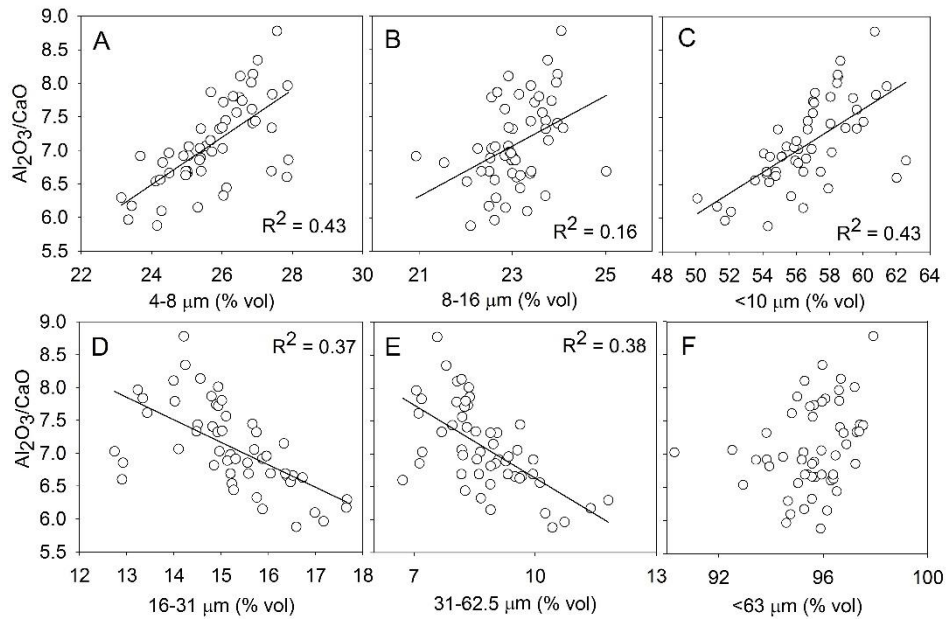 A
B
C
9.0
8.5
8.0
7.5
7.0
6.5
6.0
5.5
Al₂O₃/CaO
R² = 0.43
R² = 0.16
R² = 0.43
22 24 26 28 30
21 23 25
48 50 52 54 56 58 60 62 64
4-8 μm (% vol)
8-16 μm (% vol)
<10 μm (% vol)
D
R² = 0.37
E
R² = 0.38
F
9.0
8.5
8.0
7.5
7.0
6.5
6.0
5.5
Al₂O₃/CaO
12 13 14 15 16 17 18
7 10 13
92 96 100
16-31 μm (% vol)
31-62.5 μm (% vol)
<63 μm (% vol)